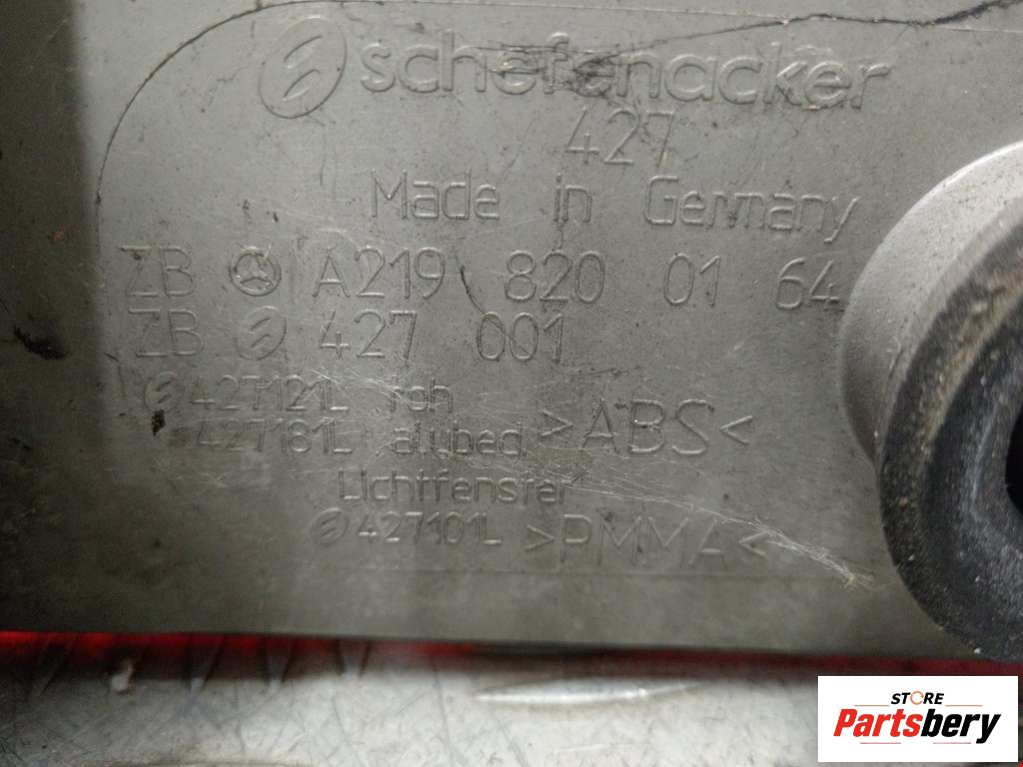 schefenacker
427
Made in Germany
ZB A219 820 01 64
ZB 427 001
427121L roh
427181L alubed. >ABS<
Lichtfenster
427101L >PMMA<
STORE
Partsbery